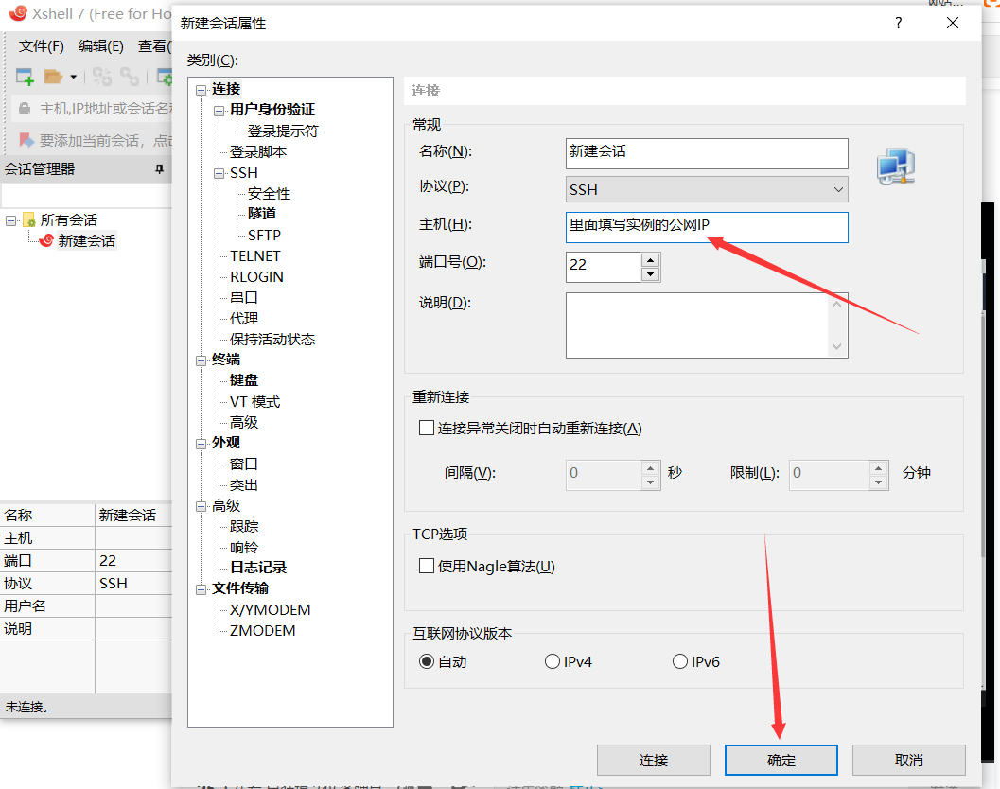 Xshell 7 (Free for Ho
文件(F) 编辑(E) 查看(
主机,IP地址或会话名称
要添加当前会话，点击
会话管理器
所有会话
新建会话
名称 新建会话
主机
端口 22
协议 SSH
用户名
说明
未连接。
新建会话属性
?
类别(C):
连接
用户身份验证
登录提示符
登录脚本
SSH
安全性
隧道
SFTP
TELNET
RLOGIN
串口
代理
保持活动状态
终端
键盘
VT 模式
高级
外观
窗口
突出
高级
跟踪
响铃
日志记录
文件传输
X/YMODEM
ZMODEM
连接
常规
名称(N): 新建会话
协议(P): SSH
主机(H): 里面填写实例的公网IP
端口号(O): 22
说明(D):
重新连接
连接异常关闭时自动重新连接(A)
间隔(V): 0 秒 限制(L): 0 分钟
TCP选项
使用Nagle算法(U)
互联网协议版本
自动 IPv4 IPv6
连接 确定 取消